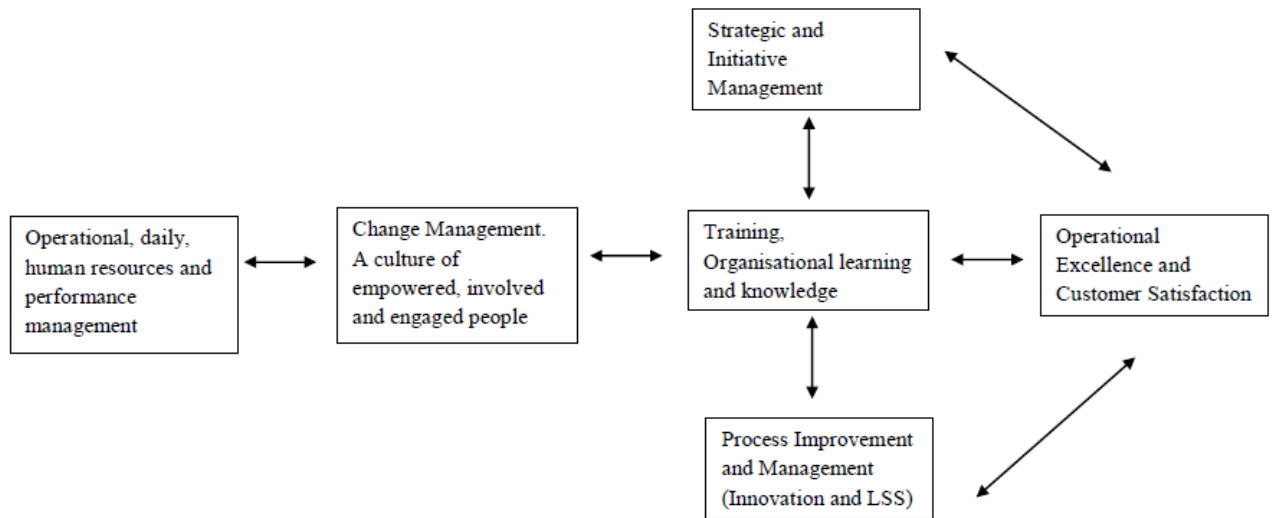 Strategic and
Initiative
Management
Operational, daily,
human resources and
performance
management
Change Management.
A culture of
empowered, involved
and engaged people
Training,
Organisational learning
and knowledge
Operational
Excellence and
Customer Satisfaction
Process Improvement
and Management
(Innovation and LSS)